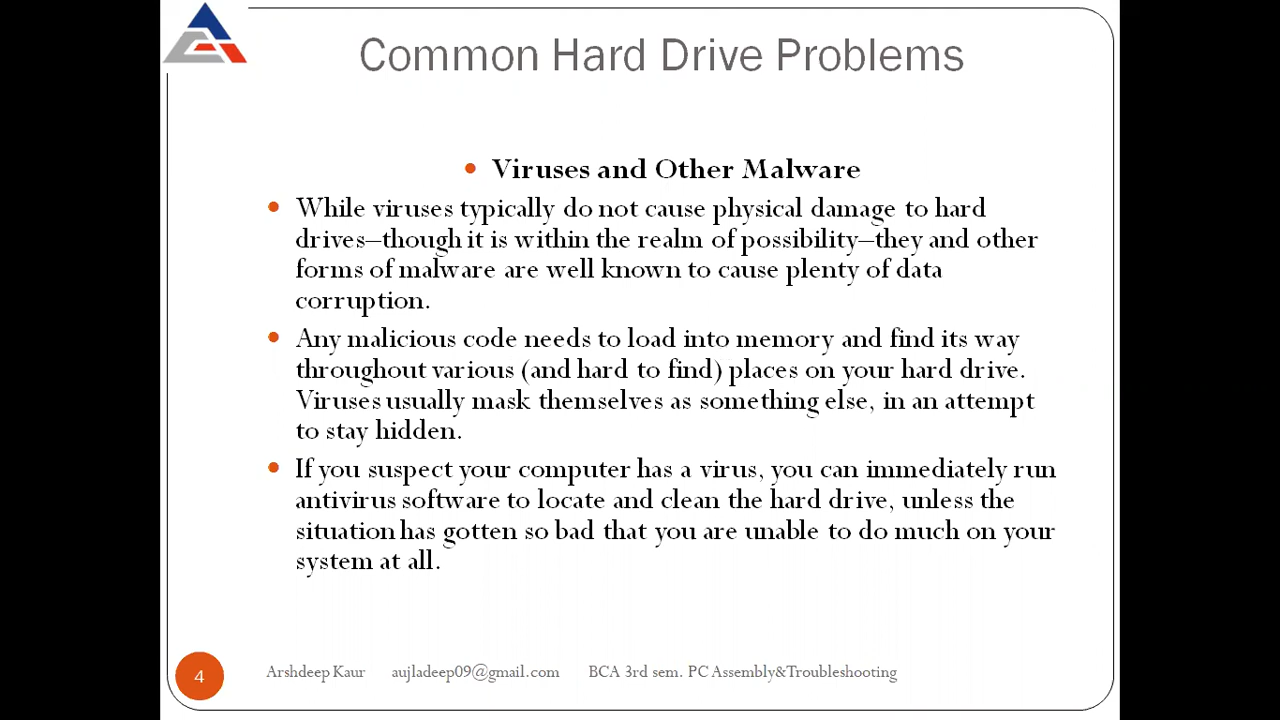 Common Hard Drive Problems
• Viruses and Other Malware
• While viruses typically do not cause physical damage to hard
drives–though it is within the realm of possibility–they and other
forms of malware are well known to cause plenty of data
corruption.
• Any malicious code needs to load into memory and find its way
throughout various (and hard to find) places on your hard drive.
Viruses usually mask themselves as something else, in an attempt
to stay hidden.
• If you suspect your computer has a virus, you can immediately run
antivirus software to locate and clean the hard drive, unless the
situation has gotten so bad that you are unable to do much on your
system at all.
4 Arshdeep Kaur aujladeep09@gmail.com BCA 3rd sem. PC Assembly&Troubleshooting